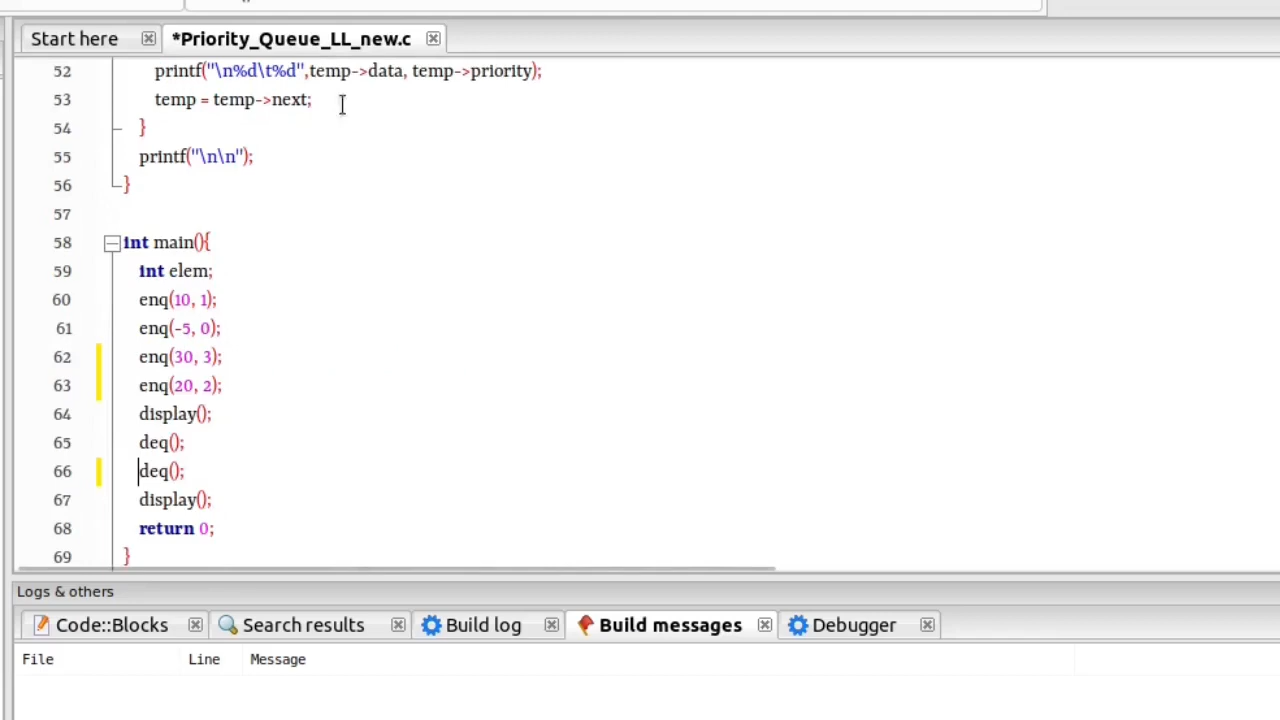 Start here *Priority_Queue_LL_new.c
52 printf("\n%d\t%d",temp->data, temp->priority);
53 temp = temp->next;
54 }
55 printf("\n\n");
56 }
57
58 int main(){
59 int elem;
60 enq(10, 1);
61 enq(-5, 0);
62 enq(30, 3);
63 enq(20, 2);
64 display();
65 deq();
66 deq();
67 display();
68 return 0;
69 }
Logs & others
Code::Blocks Search results Build log Build messages Debugger
File Line Message